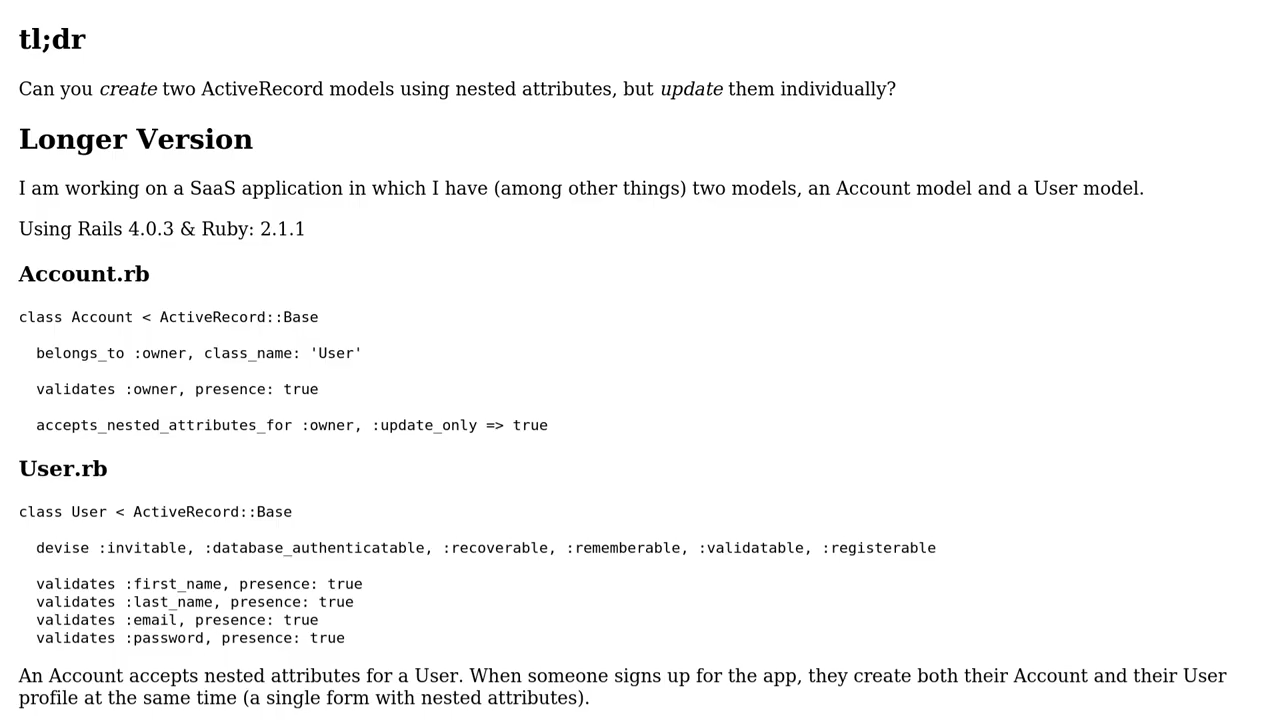 tl;dr
Can you create two ActiveRecord models using nested attributes, but update them individually?
Longer Version
I am working on a SaaS application in which I have (among other things) two models, an Account model and a User model.
Using Rails 4.0.3 & Ruby: 2.1.1
Account.rb
class Account < ActiveRecord::Base
  belongs_to :owner, class_name: 'User'
  validates :owner, presence: true
  accepts_nested_attributes_for :owner, :update_only => true
User.rb
class User < ActiveRecord::Base
  devise :invitable, :database_authenticatable, :recoverable, :rememberable, :validatable, :registerable
  validates :first_name, presence: true
  validates :last_name, presence: true
  validates :email, presence: true
  validates :password, presence: true
An Account accepts nested attributes for a User. When someone signs up for the app, they create both their Account and their User
profile at the same time (a single form with nested attributes).